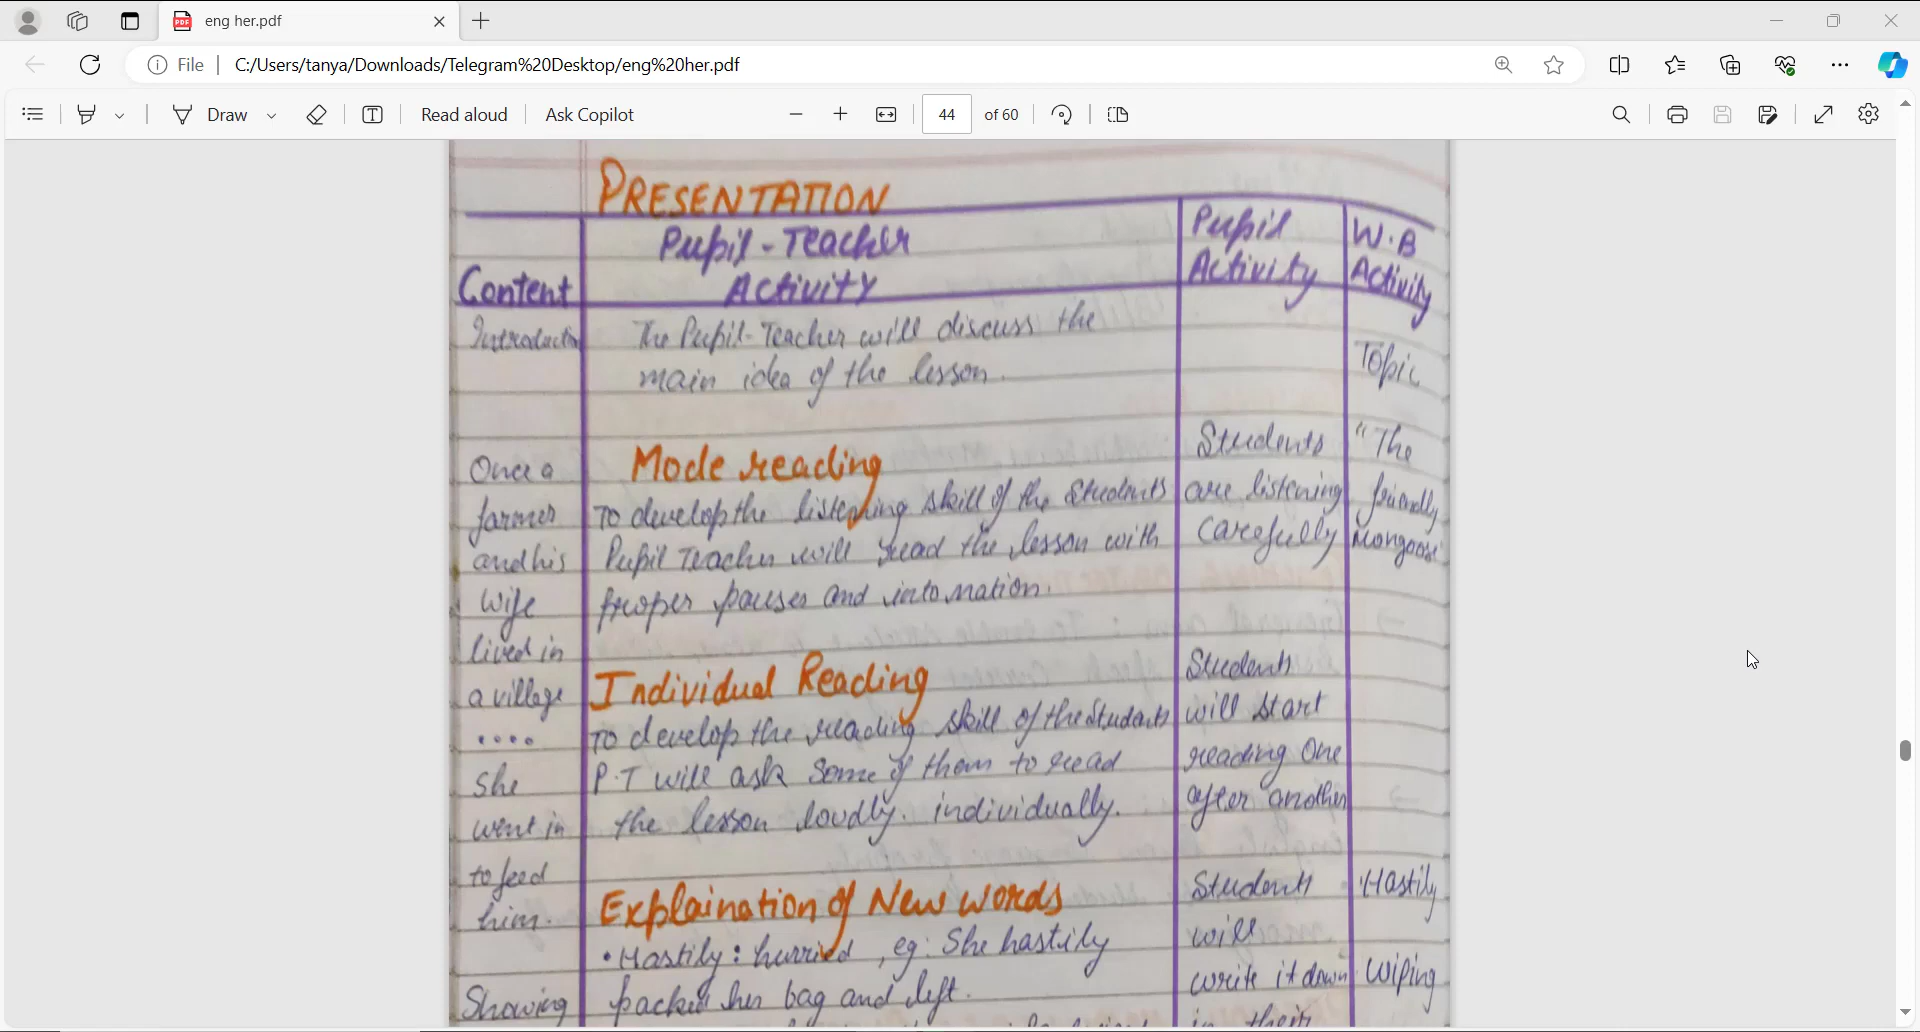 eng her.pdf
File | C:/Users/tanya/Downloads/Telegram%20Desktop/eng%20her.pdf
Draw
Read aloud
Ask Copilot
44 of 60
PRESENTATION
Content
Pupil-Teacher
Activity
Pupil
Activity
W.B
Activity
Introduction
The Pupil-Teacher will discuss the
main idea of the lesson.
Topic
"The
friendly
Mongoose"
Once a
farmer
and his
wife
lived in
a village
....
She
went in
to feed
him.
Showing
Mode reading
To develop the listening skill of the Students
Pupil Teacher will read the lesson with
proper pauses and intonation.
Students
are listening
carefully
Individual Reading
To develop the reading skill of the Students
P.T will ask some of them to read
the lesson loudly. individually.
Students
will start
reading One
after another
Explaination of New words
• Hastily : hurried , eg: She hastily
packed her bag and left.
Students
will
write it down
in their
Hastily
Wiping